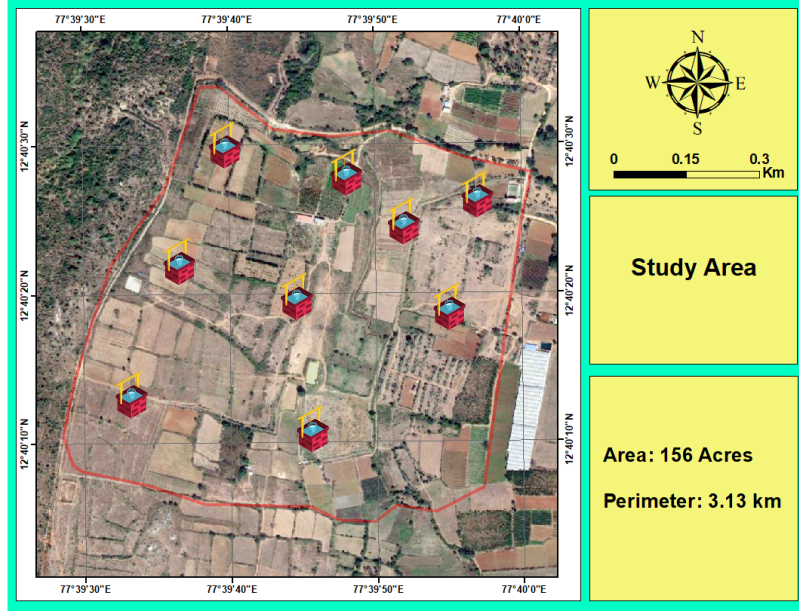 77°39'30"E 77°39'40"E 77°39'50"E 77°40'0"E
12°40'30"N 12°40'30"N
12°40'20"N 12°40'20"N
12°40'10"N 12°40'10"N
77°39'30"E 77°39'40"E 77°39'50"E 77°40'0"E
N
W E
S
0 0.15 0.3
Km
Study Area
Area: 156 Acres
Perimeter: 3.13 km